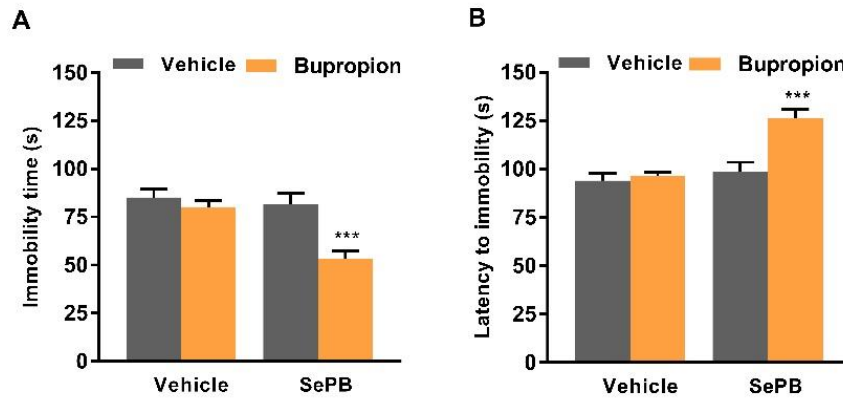 A
Vehicle Bupropion
Immobility time (s)
150
125
100
75
50
25
0
***
Vehicle SePB
B
Vehicle Bupropion
Latency to immobility (s)
150
125
100
75
50
25
0
***
Vehicle SePB